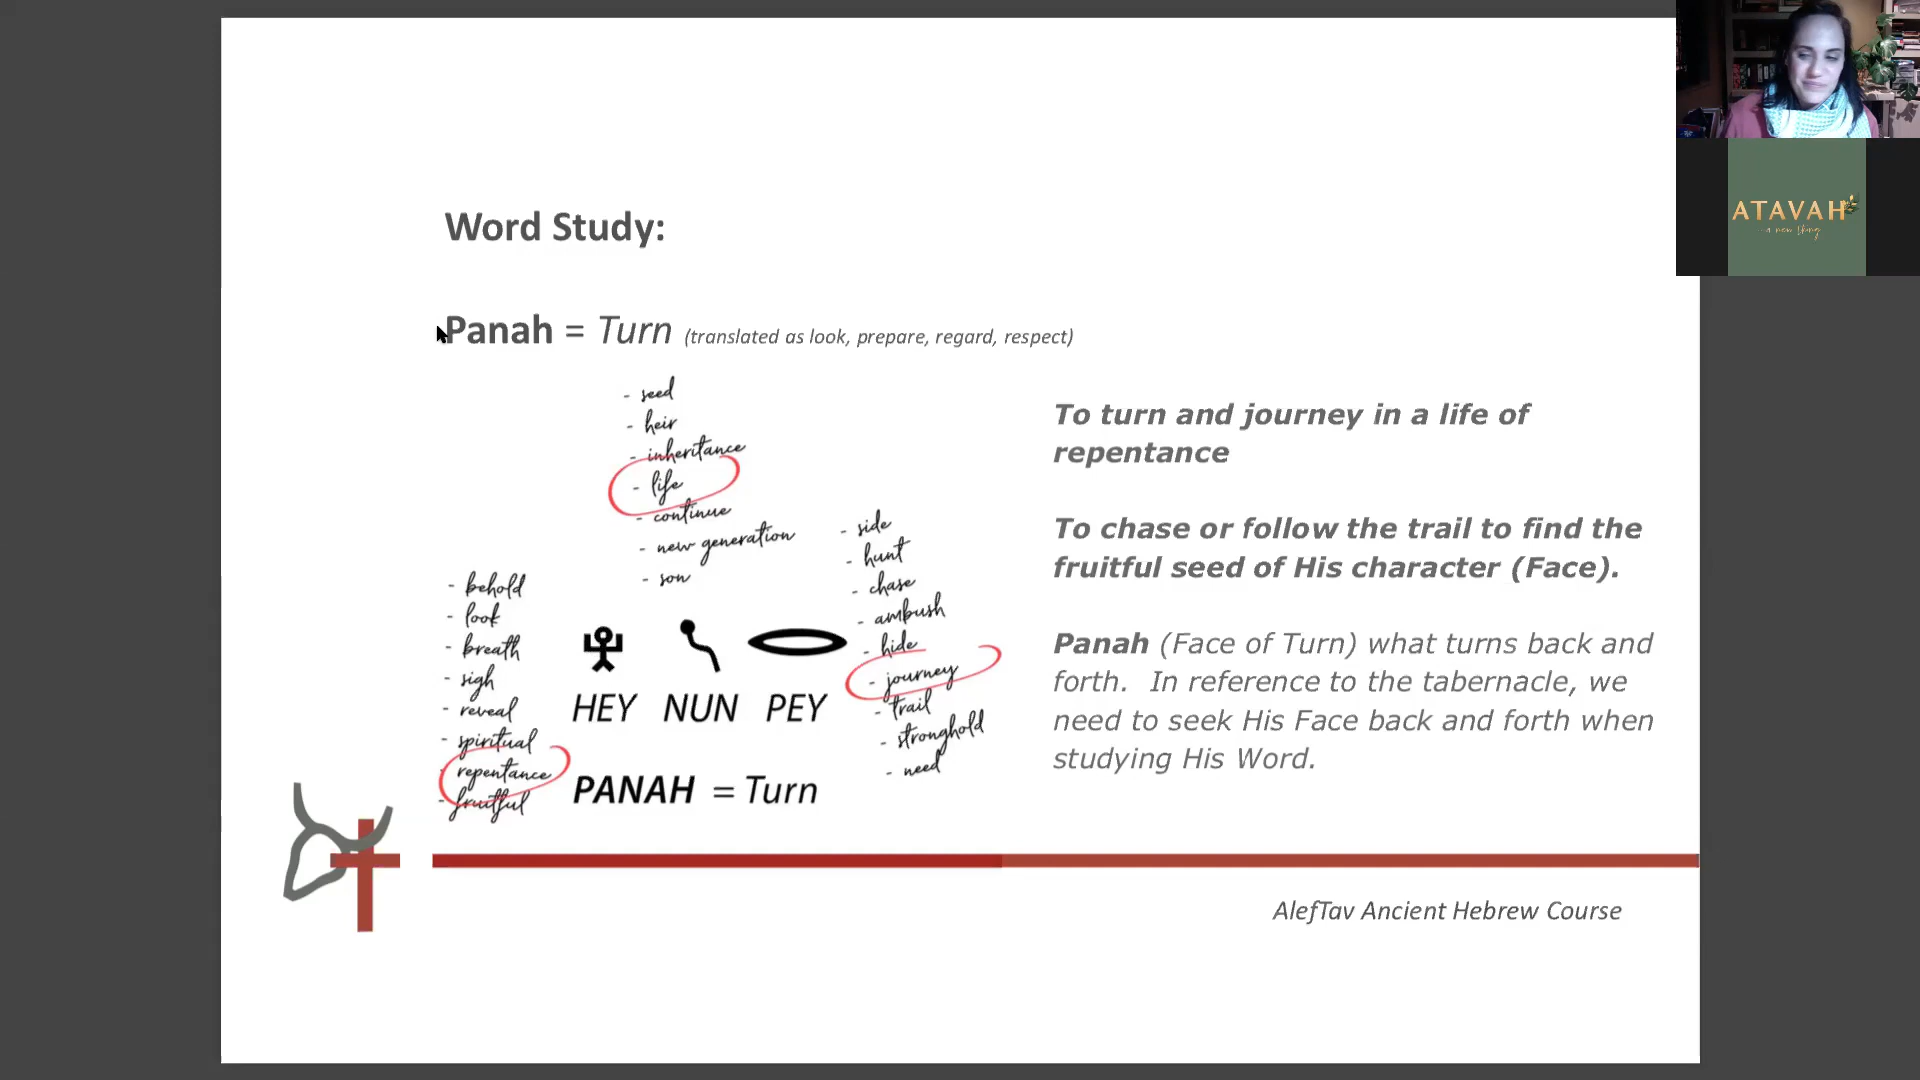 ATAVAH
a new thing
Word Study:
Panah = Turn (translated as look, prepare, regard, respect)
- seed
- heir
- inheritance
- life
- continue
- new generation
- son
- side
- hunt
- chase
- ambush
- hide
- journey
- trail
- stronghold
- need
- behold
- look
- breath
- sigh
- reveal
- spiritual
- repentance
- fruitful
HEY NUN PEY
PANAH = Turn
To turn and journey in a life of
repentance
To chase or follow the trail to find the
fruitful seed of His character (Face).
Panah (Face of Turn) what turns back and
forth. In reference to the tabernacle, we
need to seek His Face back and forth when
studying His Word.
AlefTav Ancient Hebrew Course